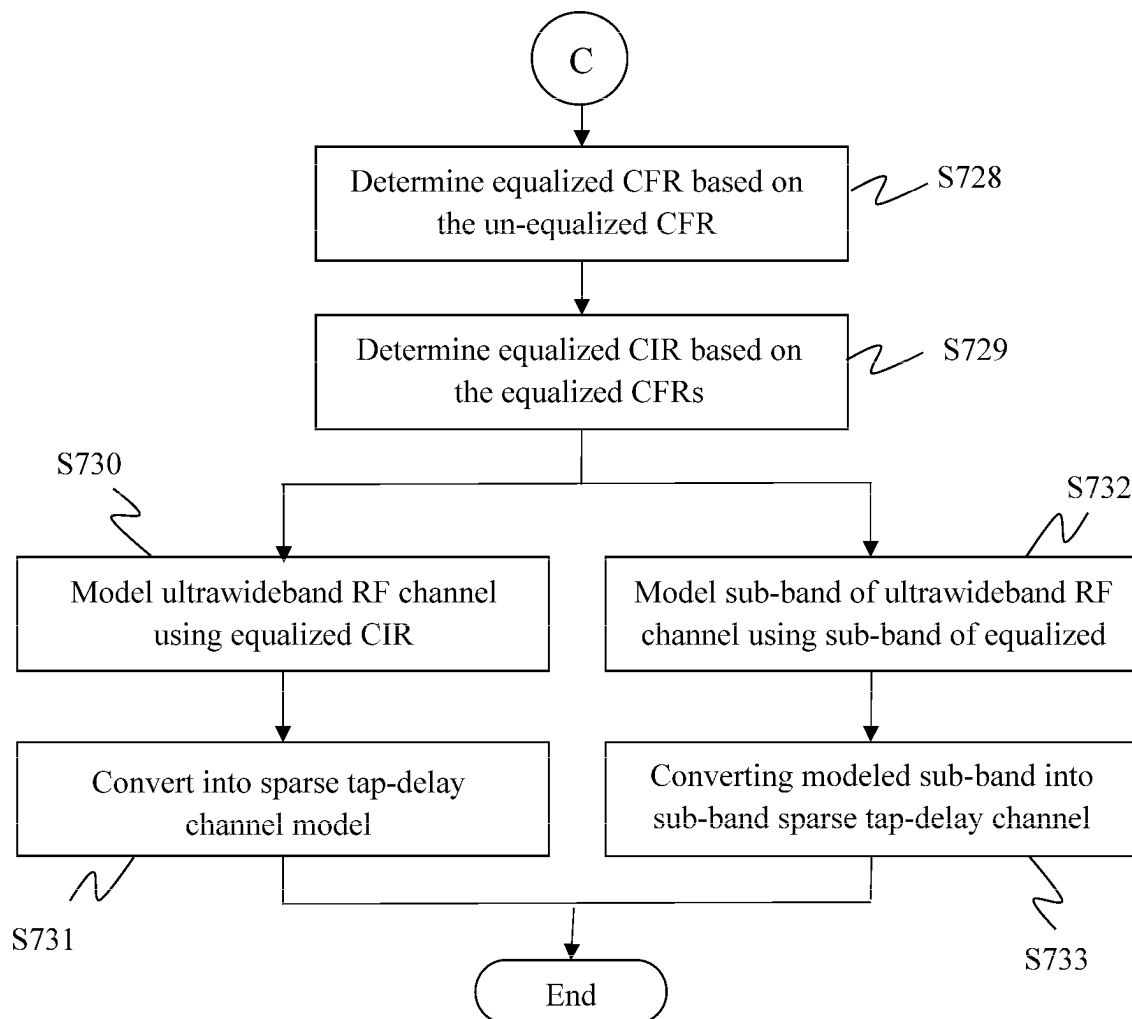 C
Determine equalized CFR based on
the un-equalized CFR
S728
Determine equalized CIR based on
the equalized CFRs
S729
S730
S732
Model ultrawideband RF channel
using equalized CIR
Model sub-band of ultrawideband RF
channel using sub-band of equalized
Convert into sparse tap-delay
channel model
Converting modeled sub-band into
sub-band sparse tap-delay channel
S731
S733
End